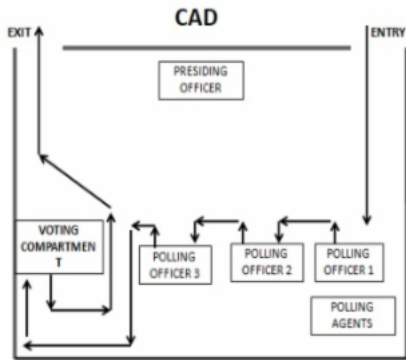 CAD
EXIT
ENTRY
PRESIDING
OFFICER
VOTING
COMPARTMEN
T
POLLING
OFFICER 3
POLLING
OFFICER 2
POLLING
OFFICER 1
POLLING
AGENTS